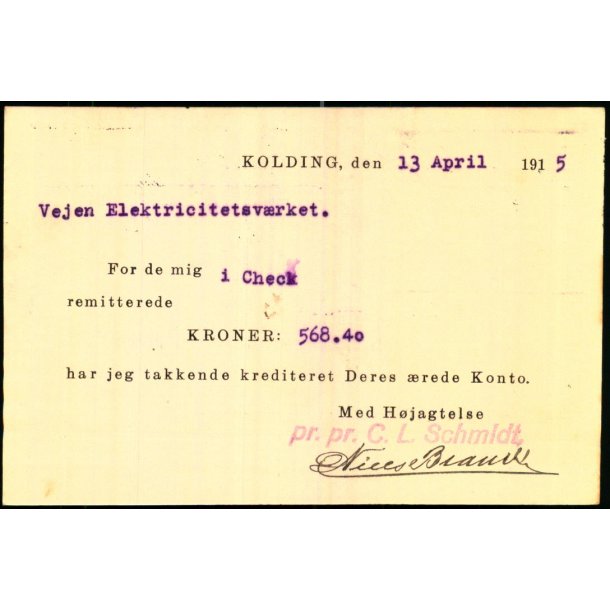 KOLDING, den 13 April 1915
Vejen Elektricitetsværket.
For de mig i Check
remitterede
KRONER: 568.40
har jeg takkende krediteret Deres ærede Konto.
Med Højagtelse
pr. pr. C. L. Schmidt,